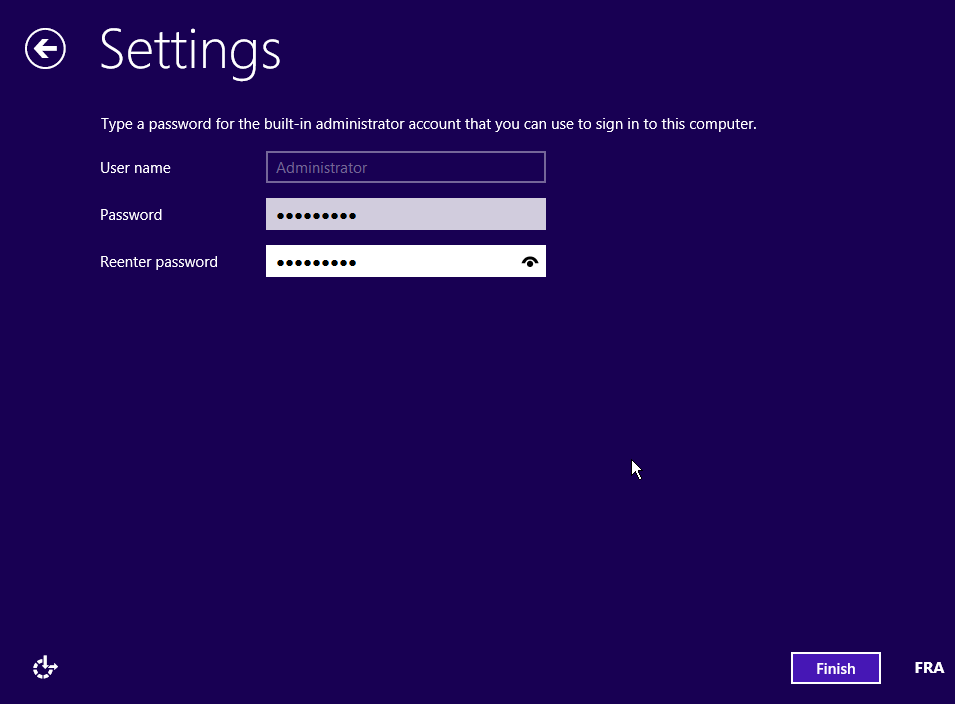 Settings
Type a password for the built-in administrator account that you can use to sign in to this computer.
User name Administrator
Password •••••••••
Reenter password •••••••••
Finish FRA